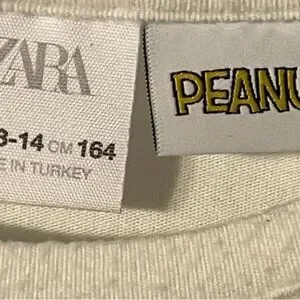 ZARA
3-14 CM 164
E IN TURKEY
PEANU